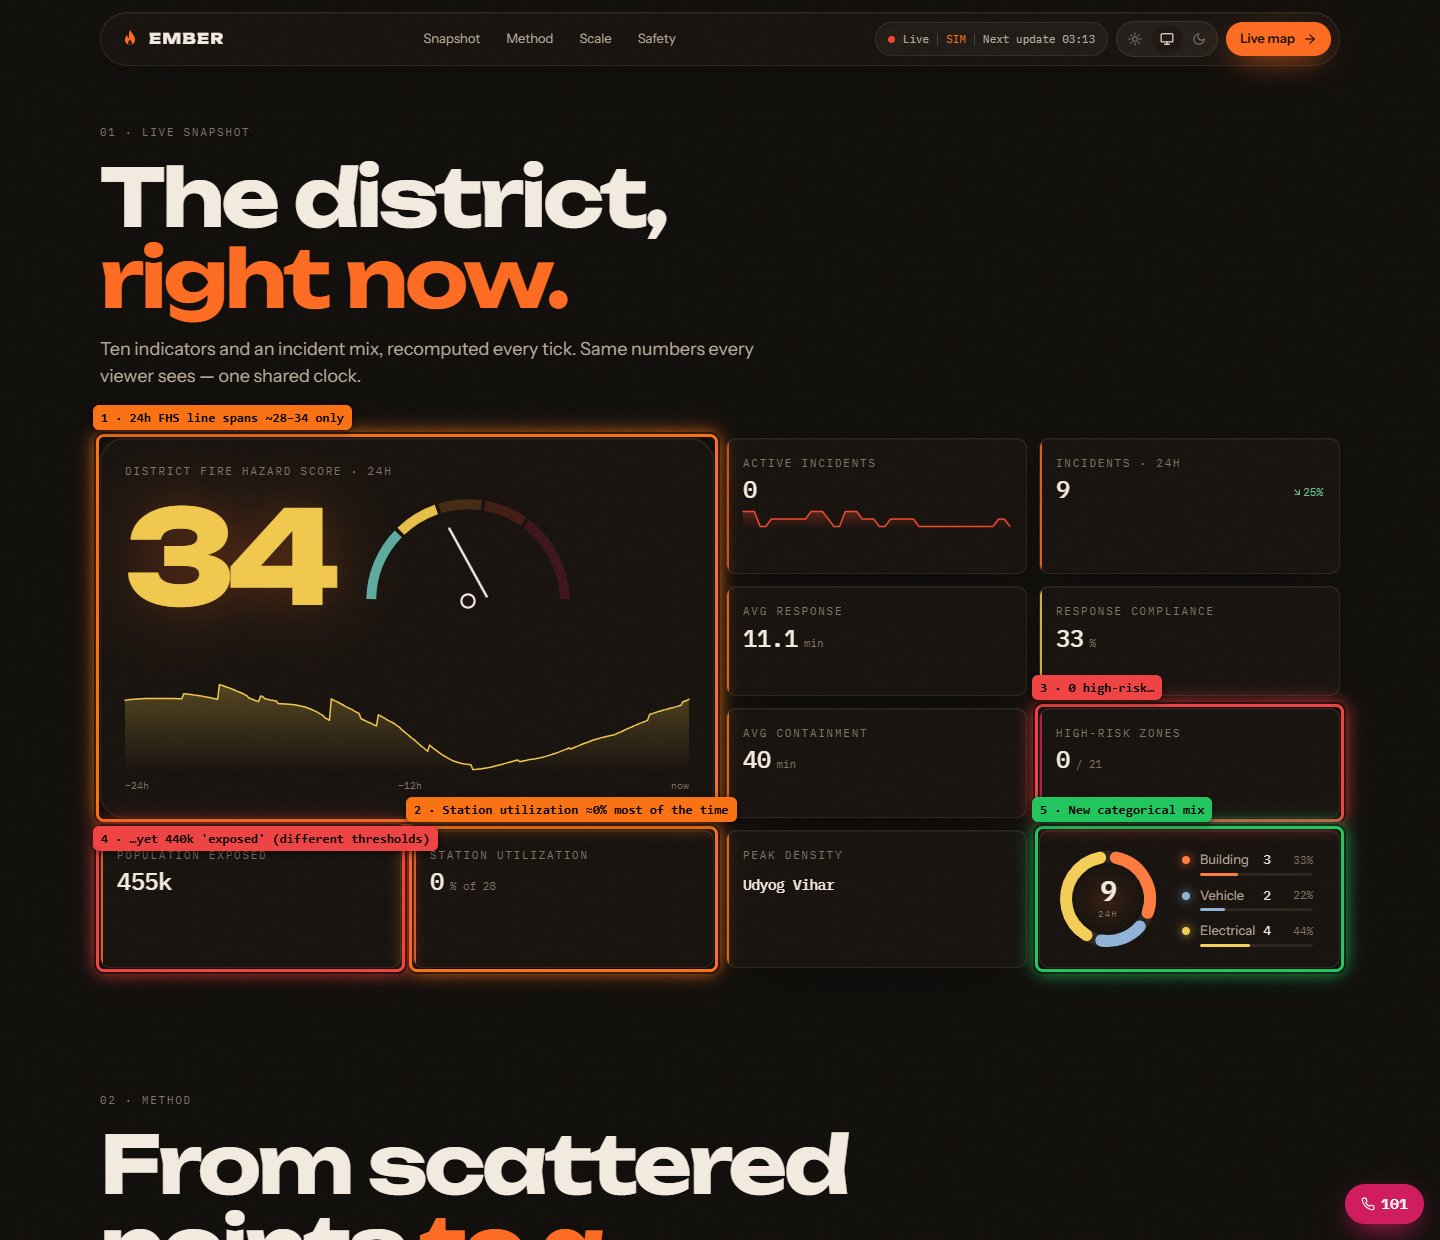 EMBER
Snapshot Method Scale Safety
Live | SIM | Next update 03:13
Live map →
01 · LIVE SNAPSHOT
The district,
right now.
Ten indicators and an incident mix, recomputed every tick. Same numbers every
viewer sees — one shared clock.
1 · 24h FHS line spans ~28–34 only
DISTRICT FIRE HAZARD SCORE · 24H
34
−24h
−12h
now
ACTIVE INCIDENTS
0
INCIDENTS · 24H
9
↘ 25%
AVG RESPONSE
11.1 min
RESPONSE COMPLIANCE
33 %
3 · 0 high-risk…
AVG CONTAINMENT
40 min
HIGH-RISK ZONES
0 / 21
2 · Station utilization ≈0% most of the time
5 · New categorical mix
4 · …yet 440k 'exposed' (different thresholds)
POPULATION EXPOSED
455k
STATION UTILIZATION
0 % of 28
PEAK DENSITY
Udyog Vihar
9
24H
Building 3 33%
Vehicle 2 22%
Electrical 4 44%
02 · METHOD
From scattered
points to a
101